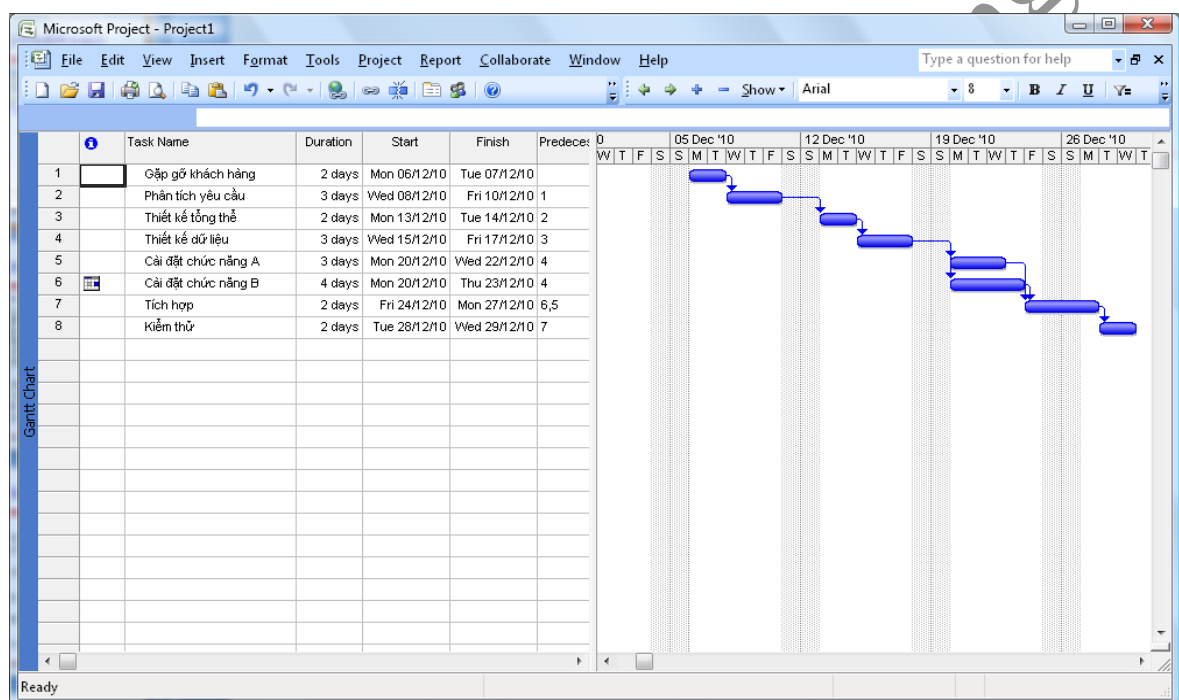 Microsoft Project - Project1
File Edit View Insert Format Tools Project Report Collaborate Window Help Type a question for help
Show Arial 8 B I U
Task Name Duration Start Finish Predeces 0 05 Dec '10 12 Dec '10 19 Dec '10 26 Dec '10
W T F S S M T W T F S S M T W T F S S M T W T F S S M T W T
1 Gặp gỡ khách hàng 2 days Mon 06/12/10 Tue 07/12/10
2 Phân tích yêu cầu 3 days Wed 08/12/10 Fri 10/12/10 1
3 Thiết kế tổng thể 2 days Mon 13/12/10 Tue 14/12/10 2
4 Thiết kế dữ liệu 3 days Wed 15/12/10 Fri 17/12/10 3
5 Cài đặt chức năng A 3 days Mon 20/12/10 Wed 22/12/10 4
6 Cài đặt chức năng B 4 days Mon 20/12/10 Thu 23/12/10 4
7 Tích hợp 2 days Fri 24/12/10 Mon 27/12/10 6,5
8 Kiểm thử 2 days Tue 28/12/10 Wed 29/12/10 7
Gantt Chart
Ready